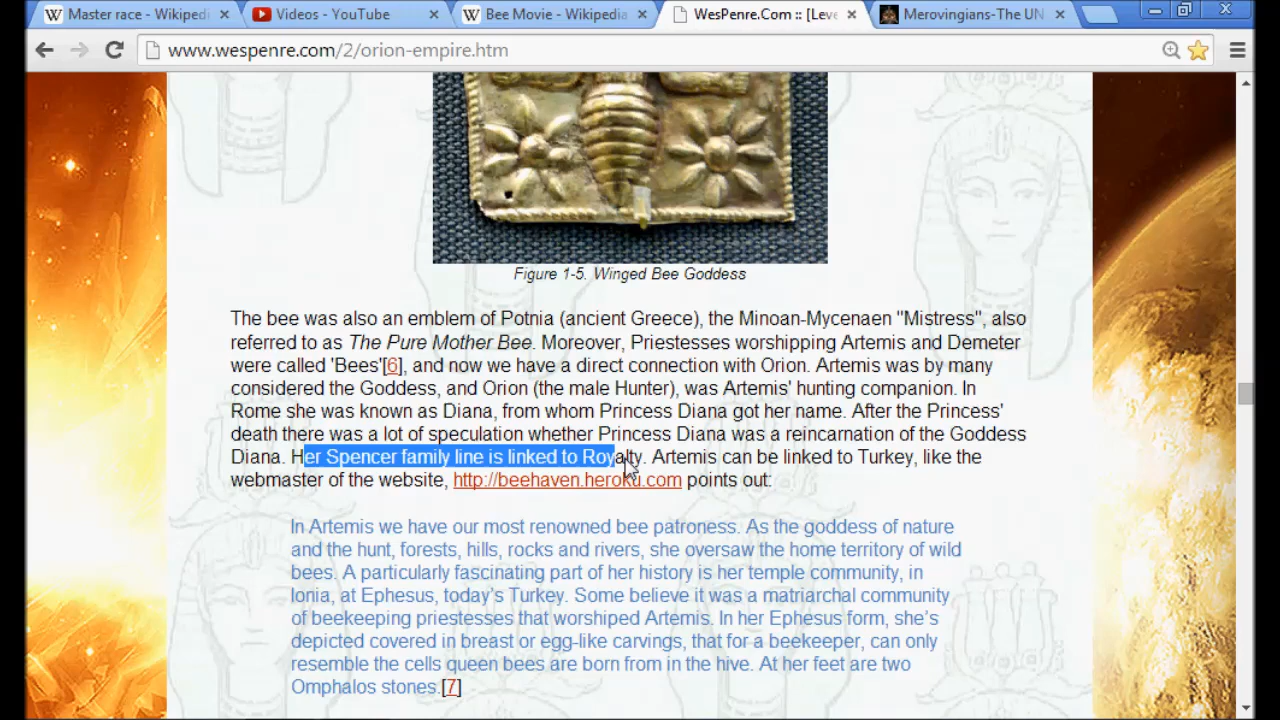 Master race - Wikipedi
Videos - YouTube
Bee Movie - Wikipedia
WesPenre.Com :: [Leve
Merovingians-The UN
www.wespenre.com/2/orion-empire.htm
Figure 1-5. Winged Bee Goddess
The bee was also an emblem of Potnia (ancient Greece), the Minoan-Mycenaen "Mistress", also
referred to as The Pure Mother Bee. Moreover, Priestesses worshipping Artemis and Demeter
were called 'Bees'[6], and now we have a direct connection with Orion. Artemis was by many
considered the Goddess, and Orion (the male Hunter), was Artemis' hunting companion. In
Rome she was known as Diana, from whom Princess Diana got her name. After the Princess'
death there was a lot of speculation whether Princess Diana was a reincarnation of the Goddess
Diana. Her Spencer family line is linked to Royalty. Artemis can be linked to Turkey, like the
webmaster of the website, http://beehaven.heroku.com points out:
In Artemis we have our most renowned bee patroness. As the goddess of nature
and the hunt, forests, hills, rocks and rivers, she oversaw the home territory of wild
bees. A particularly fascinating part of her history is her temple community, in
Ionia, at Ephesus, today's Turkey. Some believe it was a matriarchal community
of beekeeping priestesses that worshiped Artemis. In her Ephesus form, she's
depicted covered in breast or egg-like carvings, that for a beekeeper, can only
resemble the cells queen bees are born from in the hive. At her feet are two
Omphalos stones.[7]